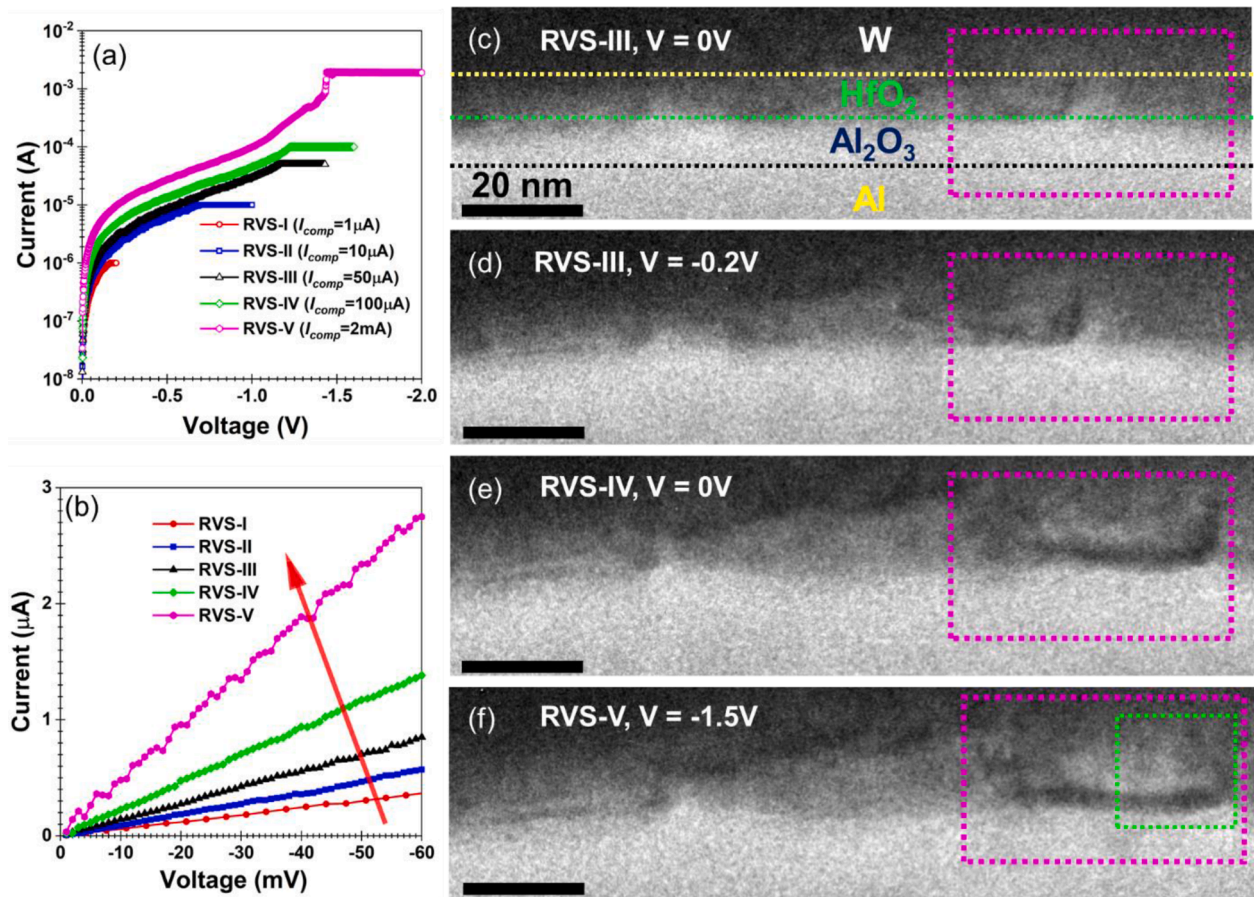 (a)
Current (A)
10⁻²
10⁻³
10⁻⁴
10⁻⁵
10⁻⁶
10⁻⁷
10⁻⁸
RVS-I (Icomp=1μA)
RVS-II (Icomp=10μA)
RVS-III (Icomp=50μA)
RVS-IV (Icomp=100μA)
RVS-V (Icomp=2mA)
0.0 -0.5 -1.0 -1.5 -2.0
Voltage (V)
(b)
Current (μA)
3
2
1
0
RVS-I
RVS-II
RVS-III
RVS-IV
RVS-V
0 -10 -20 -30 -40 -50 -60
Voltage (mV)
(c) RVS-III, V = 0V
W
HfO₂
Al₂O₃
Al
20 nm
(d) RVS-III, V = -0.2V
(e) RVS-IV, V = 0V
(f) RVS-V, V = -1.5V